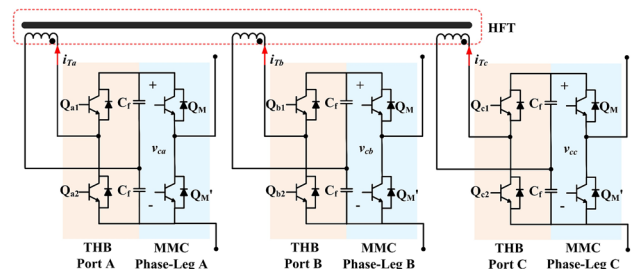 HFT
iTa
iTb
iTc
Qa1
Cf
+
QM
Qb1
Cf
+
QM
Qc1
Cf
+
QM
vca
vcb
vcc
Qa2
Cf
-
QM'
Qb2
Cf
-
QM'
Qc2
Cf
-
QM'
THB
Port A
MMC
Phase-Leg A
THB
Port B
MMC
Phase-Leg B
THB
Port C
MMC
Phase-Leg C